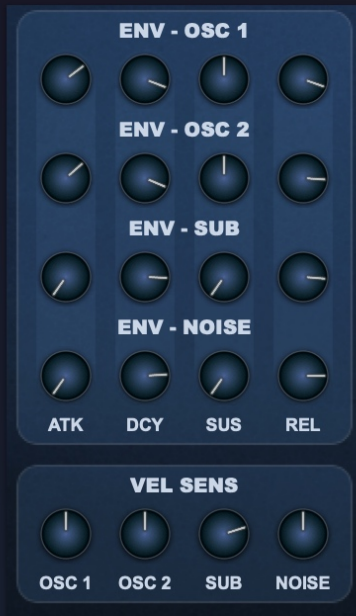 ENV - OSC 1
ENV - OSC 2
ENV - SUB
ENV - NOISE
ATK DCY SUS REL
VEL SENS
OSC 1 OSC 2 SUB NOISE